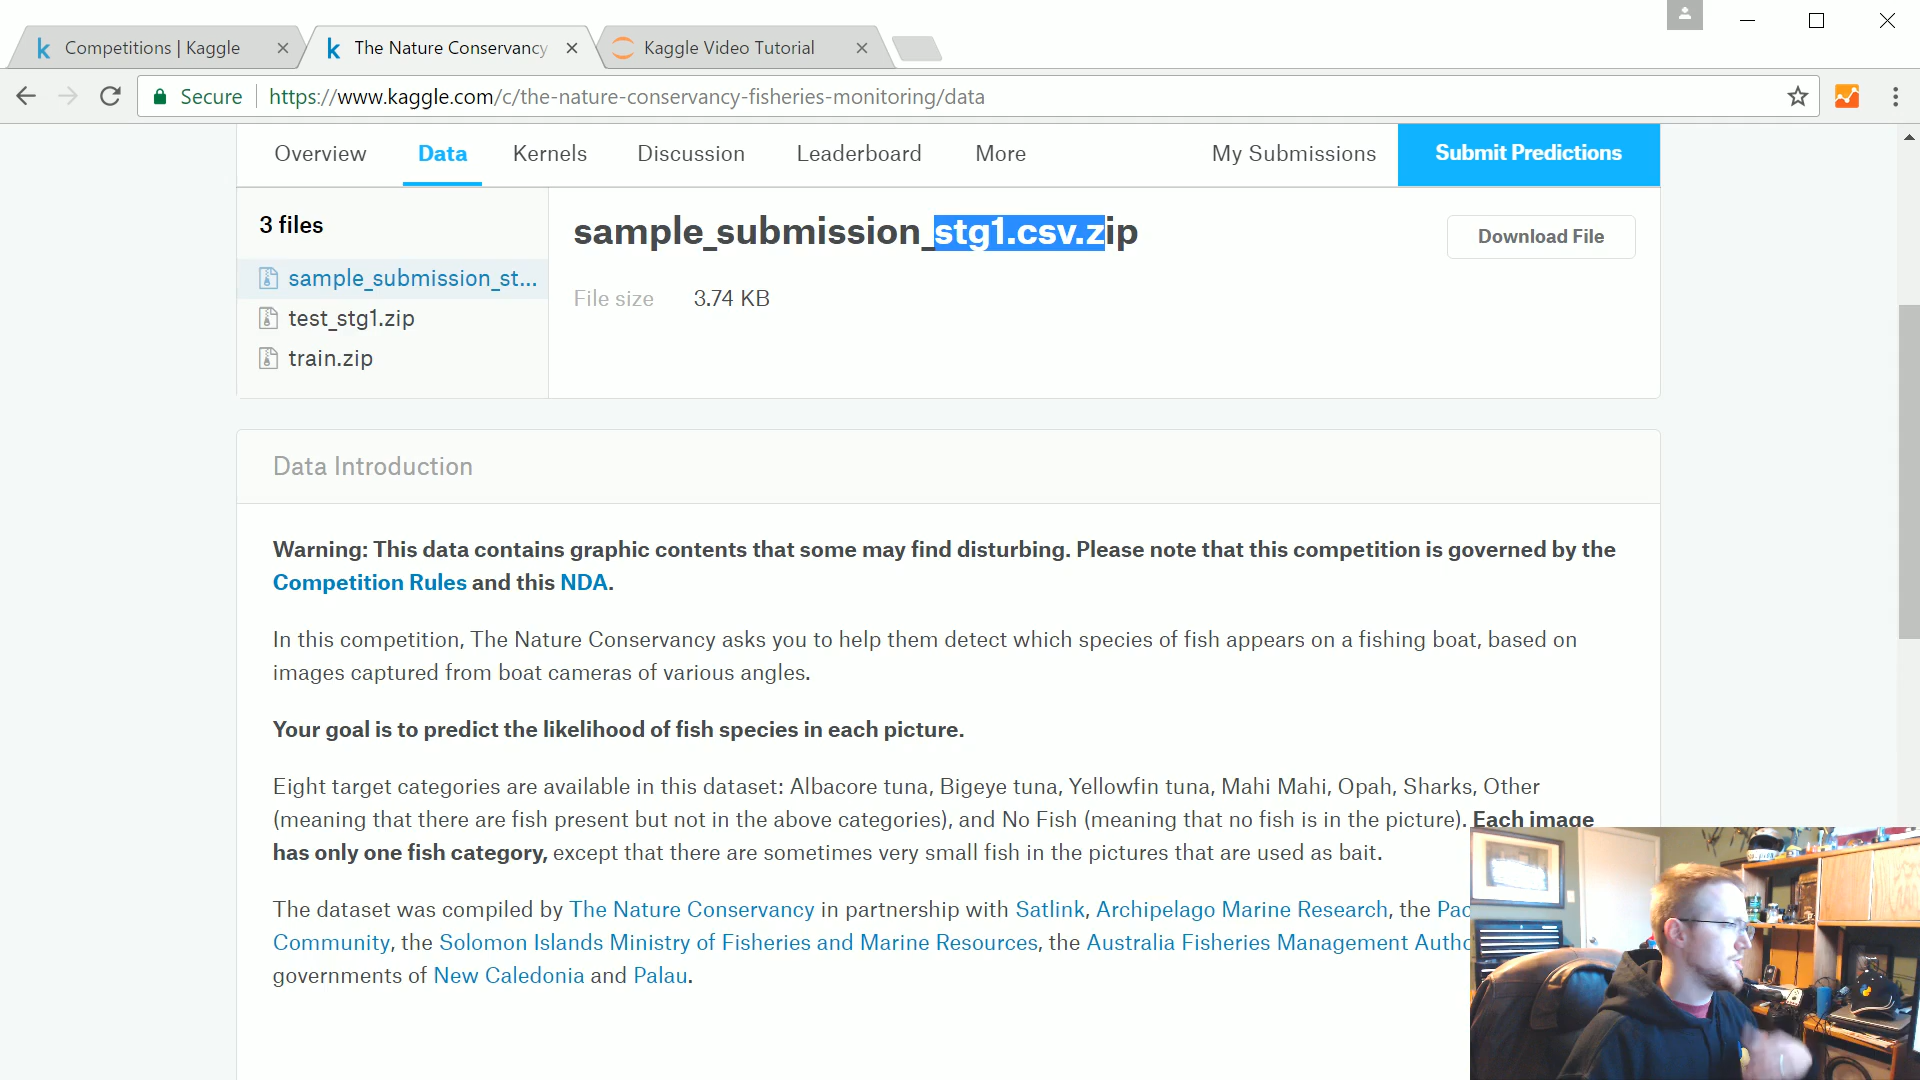 Competitions | Kaggle
The Nature Conservancy
Kaggle Video Tutorial
Secure
https://www.kaggle.com/c/the-nature-conservancy-fisheries-monitoring/data
Overview
Data
Kernels
Discussion
Leaderboard
More
My Submissions
Submit Predictions
3 files
sample_submission_st...
test_stg1.zip
train.zip
sample_submission_stg1.csv.zip
Download File
File size 3.74 KB
Data Introduction
Warning: This data contains graphic contents that some may find disturbing. Please note that this competition is governed by the
Competition Rules and this NDA.
In this competition, The Nature Conservancy asks you to help them detect which species of fish appears on a fishing boat, based on
images captured from boat cameras of various angles.
Your goal is to predict the likelihood of fish species in each picture.
Eight target categories are available in this dataset: Albacore tuna, Bigeye tuna, Yellowfin tuna, Mahi Mahi, Opah, Sharks, Other
(meaning that there are fish present but not in the above categories), and No Fish (meaning that no fish is in the picture). Each image
has only one fish category, except that there are sometimes very small fish in the pictures that are used as bait.
The dataset was compiled by The Nature Conservancy in partnership with Satlink, Archipelago Marine Research, the Pac
Community, the Solomon Islands Ministry of Fisheries and Marine Resources, the Australia Fisheries Management Autho
governments of New Caledonia and Palau.